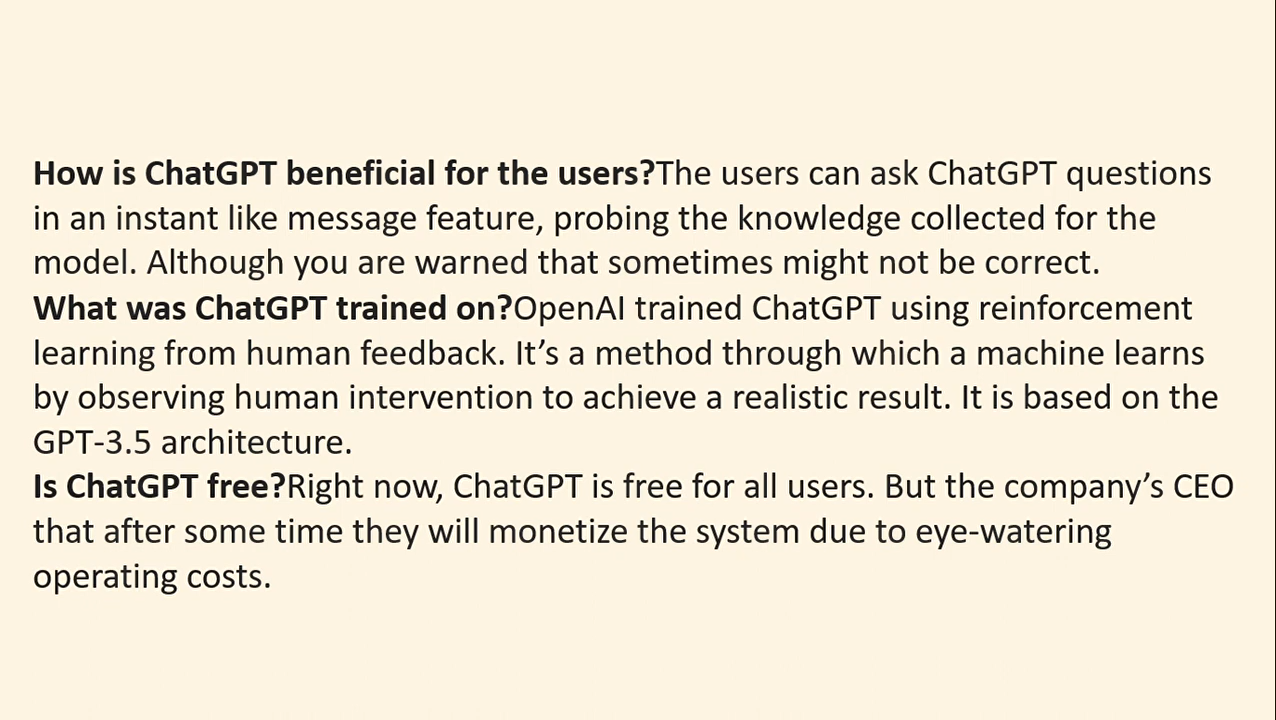 How is ChatGPT beneficial for the users?The users can ask ChatGPT questions
in an instant like message feature, probing the knowledge collected for the
model. Although you are warned that sometimes might not be correct.
What was ChatGPT trained on?OpenAI trained ChatGPT using reinforcement
learning from human feedback. It’s a method through which a machine learns
by observing human intervention to achieve a realistic result. It is based on the
GPT-3.5 architecture.
Is ChatGPT free?Right now, ChatGPT is free for all users. But the company’s CEO
that after some time they will monetize the system due to eye-watering
operating costs.